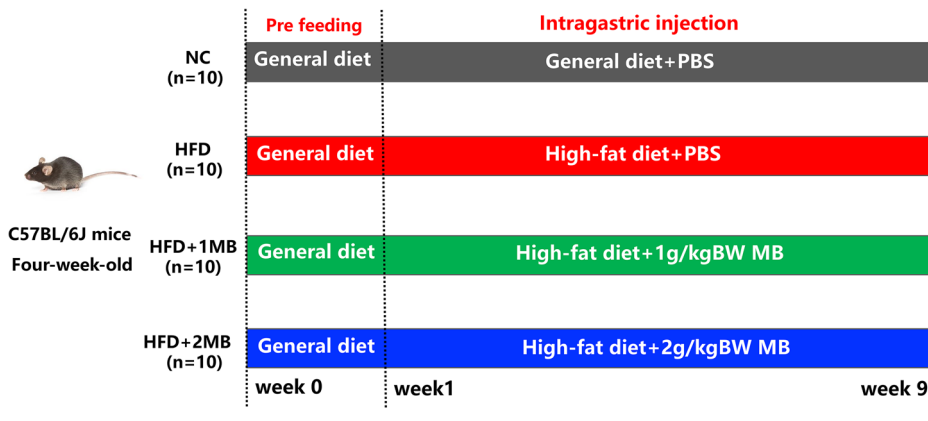 Pre feeding
Intragastric injection
NC
(n=10)
General diet
General diet+PBS
HFD
(n=10)
General diet
High-fat diet+PBS
C57BL/6J mice
Four-week-old
HFD+1MB
(n=10)
General diet
High-fat diet+1g/kgBW MB
HFD+2MB
(n=10)
General diet
High-fat diet+2g/kgBW MB
week 0
week1
week 9